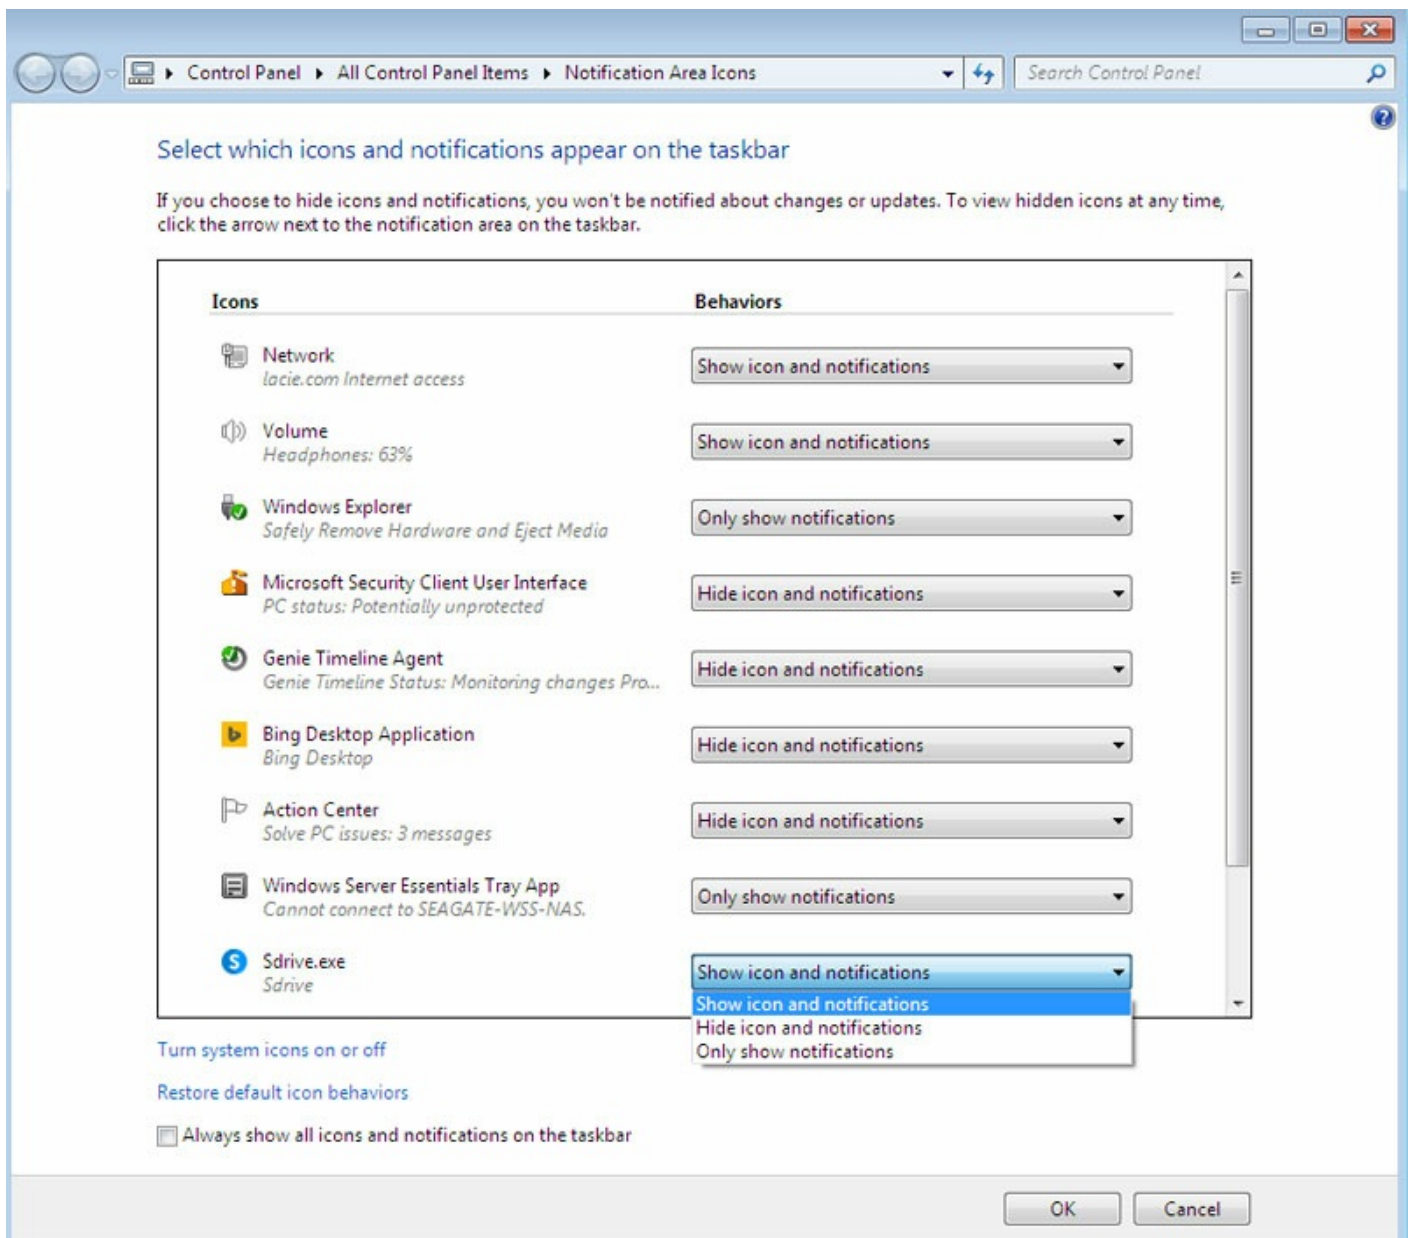 Control Panel ▸ All Control Panel Items ▸ Notification Area Icons
Search Control Panel
Select which icons and notifications appear on the taskbar
If you choose to hide icons and notifications, you won't be notified about changes or updates. To view hidden icons at any time,
click the arrow next to the notification area on the taskbar.
Icons Behaviors
Network
lacie.com Internet access
Show icon and notifications
Volume
Headphones: 63%
Show icon and notifications
Windows Explorer
Safely Remove Hardware and Eject Media
Only show notifications
Microsoft Security Client User Interface
PC status: Potentially unprotected
Hide icon and notifications
Genie Timeline Agent
Genie Timeline Status: Monitoring changes Pro...
Hide icon and notifications
Bing Desktop Application
Bing Desktop
Hide icon and notifications
Action Center
Solve PC issues: 3 messages
Hide icon and notifications
Windows Server Essentials Tray App
Cannot connect to SEAGATE-WSS-NAS.
Only show notifications
Sdrive.exe
Sdrive
Show icon and notifications
Show icon and notifications
Hide icon and notifications
Only show notifications
Turn system icons on or off
Restore default icon behaviors
Always show all icons and notifications on the taskbar
OK Cancel